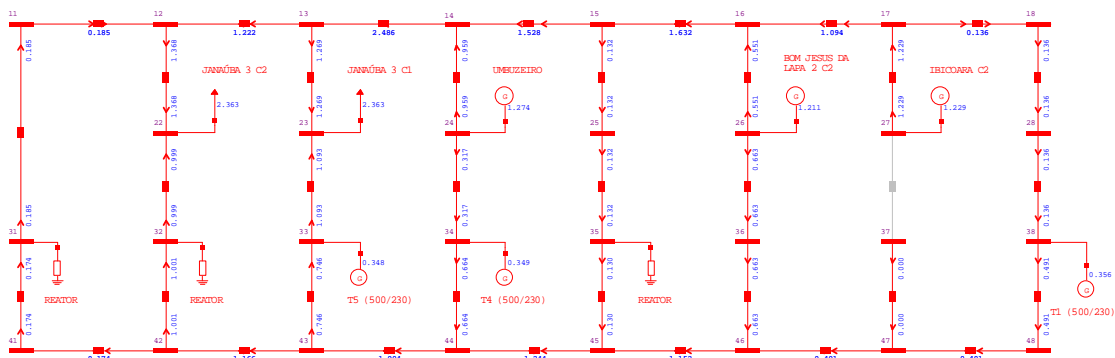 11 12 13 14 15 16 17 18
0.185 1.222 2.486 1.528 1.632 1.094 0.136
0.185 1.368 1.269 0.959 0.132 0.551 1.229 0.136
JANAÚBA 3 C2 JANAÚBA 3 C1 UMBUZEIRO BOM JESUS DA
LAPA 2 C2 IBICOARA C2
G G G
2.363 2.363 1.274 1.211 1.229
1.368 1.269 0.959 0.132 0.551 1.229 0.136
22 23 24 25 26 27 28
0.999 1.093 0.317 0.132 0.663 0.136
0.185 0.999 1.093 0.317 0.132 0.663 0.136
31 32 33 34 35 36 37 38
0.174 1.001 0.348 0.746 0.349 0.664 0.130 0.663 0.000 0.491 0.356
G G G
REATOR REATOR T5 (500/230) T4 (500/230) REATOR T1 (500/230)
0.174 1.001 0.746 0.664 0.130 0.663 0.000 0.491
41 42 43 44 45 46 47 48